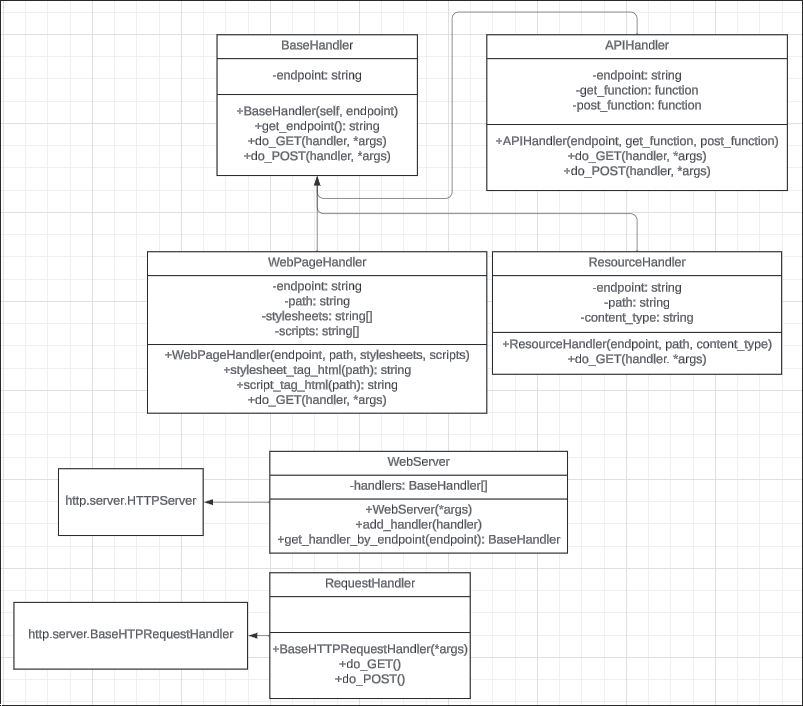 BaseHandler
-endpoint: string
+BaseHandler(self, endpoint)
+get_endpoint(): string
+do_GET(handler, *args)
+do_POST(handler, *args)
APIHandler
-endpoint: string
-get_function: function
-post_function: function
+APIHandler(endpoint, get_function, post_function)
+do_GET(handler, *args)
+do_POST(handler, *args)
WebPageHandler
-endpoint: string
-path: string
-stylesheets: string[]
-scripts: string[]
+WebPageHandler(endpoint, path, stylesheets, scripts)
+stylesheet_tag_html(path): string
+script_tag_html(path): string
+do_GET(handler, *args)
ResourceHandler
-endpoint: string
-path: string
-content_type: string
+ResourceHandler(endpoint, path, content_type)
+do_GET(handler. *args)
http.server.HTTPServer
WebServer
-handlers: BaseHandler[]
+WebServer(*args)
+add_handler(handler)
+get_handler_by_endpoint(endpoint): BaseHandler
http.server.BaseHTPRequestHandler
RequestHandler
+BaseHTTPRequestHandler(*args)
+do_GET()
+do_POST()